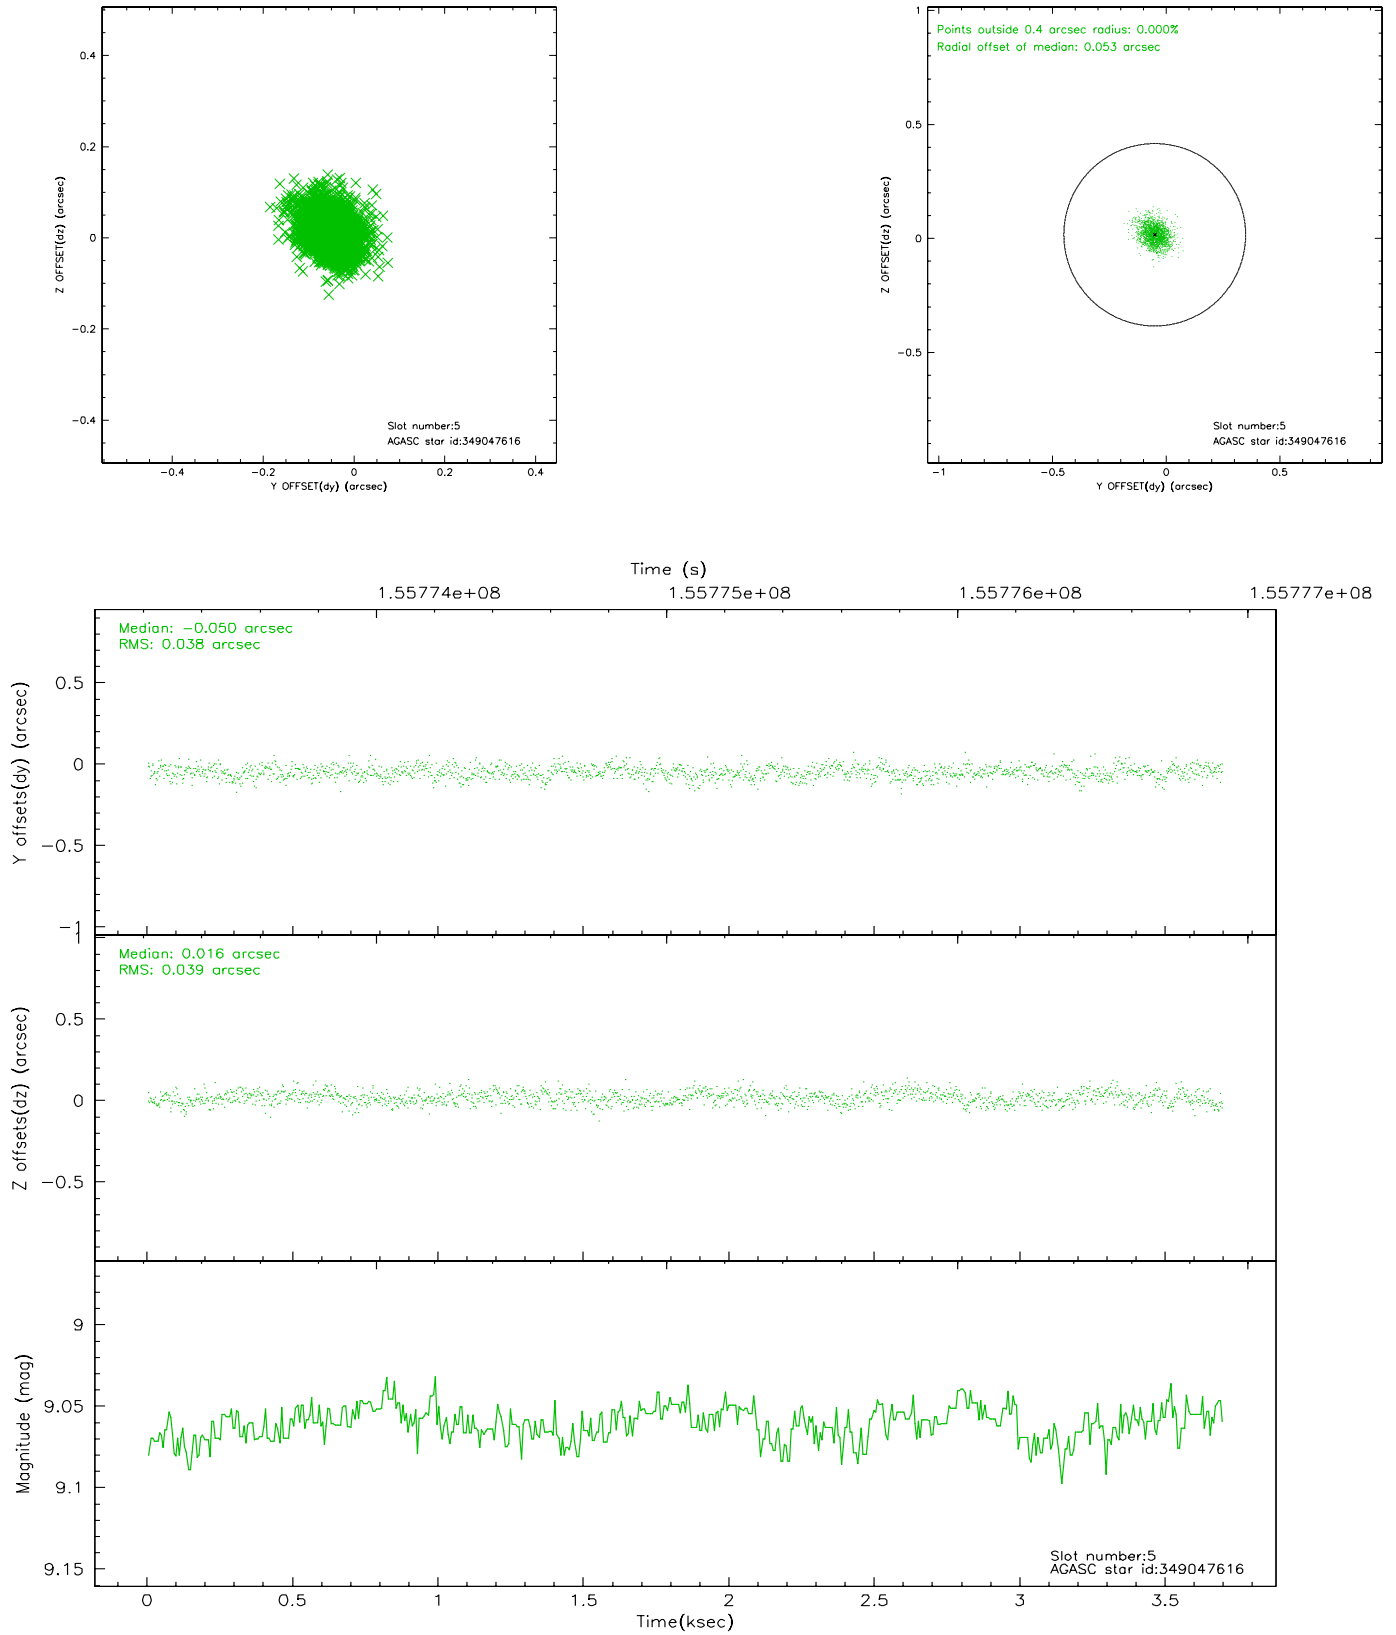 0.4
0.2
0
−0.2
−0.4
Z OFFSET(dz) (arcsec)
Slot number:5
AGASC star id:349047616
−0.4 −0.2 0 0.2 0.4
Y OFFSET(dy) (arcsec)
Points outside 0.4 arcsec radius: 0.000%
Radial offset of median: 0.053 arcsec
1
0.5
0
−0.5
Z OFFSET(dz) (arcsec)
Slot number:5
AGASC star id:349047616
−1 −0.5 0 0.5
Y OFFSET(dy) (arcsec)
Time (s)
1.55774e+08 1.55775e+08 1.55776e+08 1.55777e+08
Median: −0.050 arcsec
RMS: 0.038 arcsec
0.5
0
−0.5
−1
Y offsets(dy) (arcsec)
Median: 0.016 arcsec
RMS: 0.039 arcsec
1
0.5
0
−0.5
Z offsets(dz) (arcsec)
9
9.05
9.1
9.15
Magnitude (mag)
Slot number:5
AGASC star id:349047616
0 0.5 1 1.5 2 2.5 3 3.5
Time(ksec)